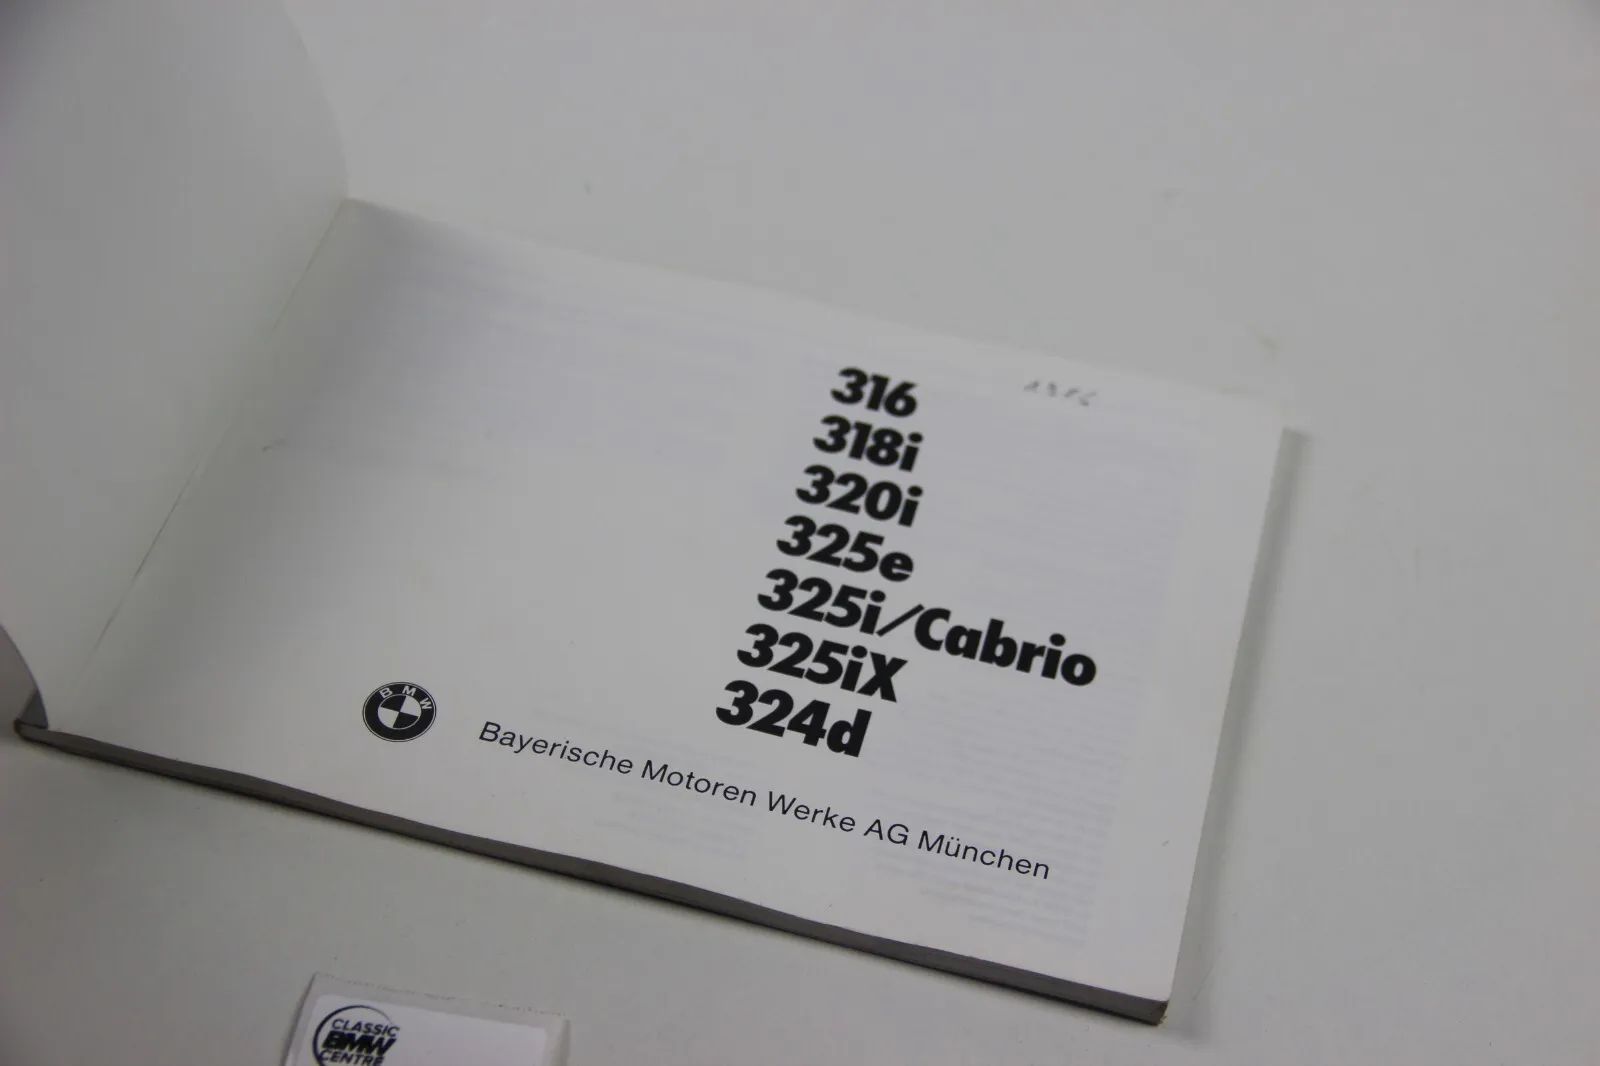 316
318i
320i
325e
325i/Cabrio
325iX
324d
BMW
Bayerische Motoren Werke AG München
CLASSIC
BMW
CENTRE